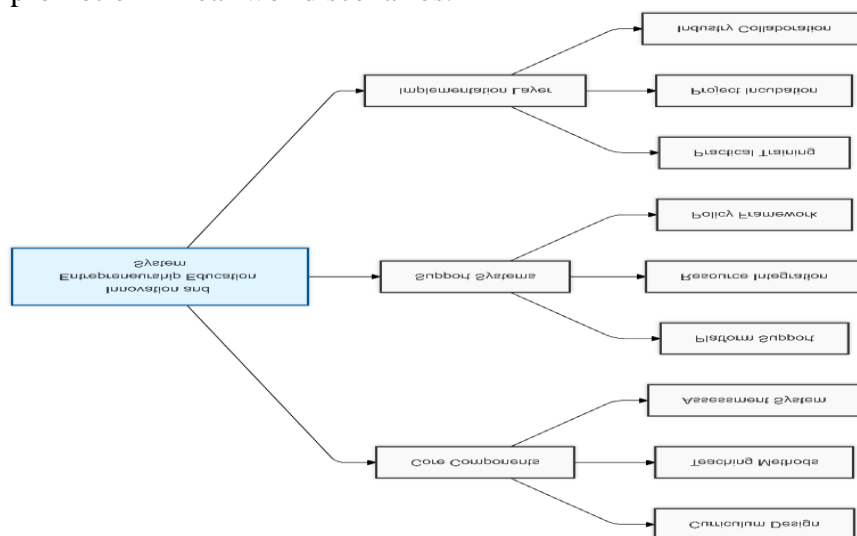 Curriculum Design
Core Components
Teaching Methods
Assessment System
Platform Support
Innovation and
Entrepreneurship Education
System
Support Systems
Resource Integration
Policy Framework
Practical Training
Implementation Layer
Project Incubation
Industry Collaboration